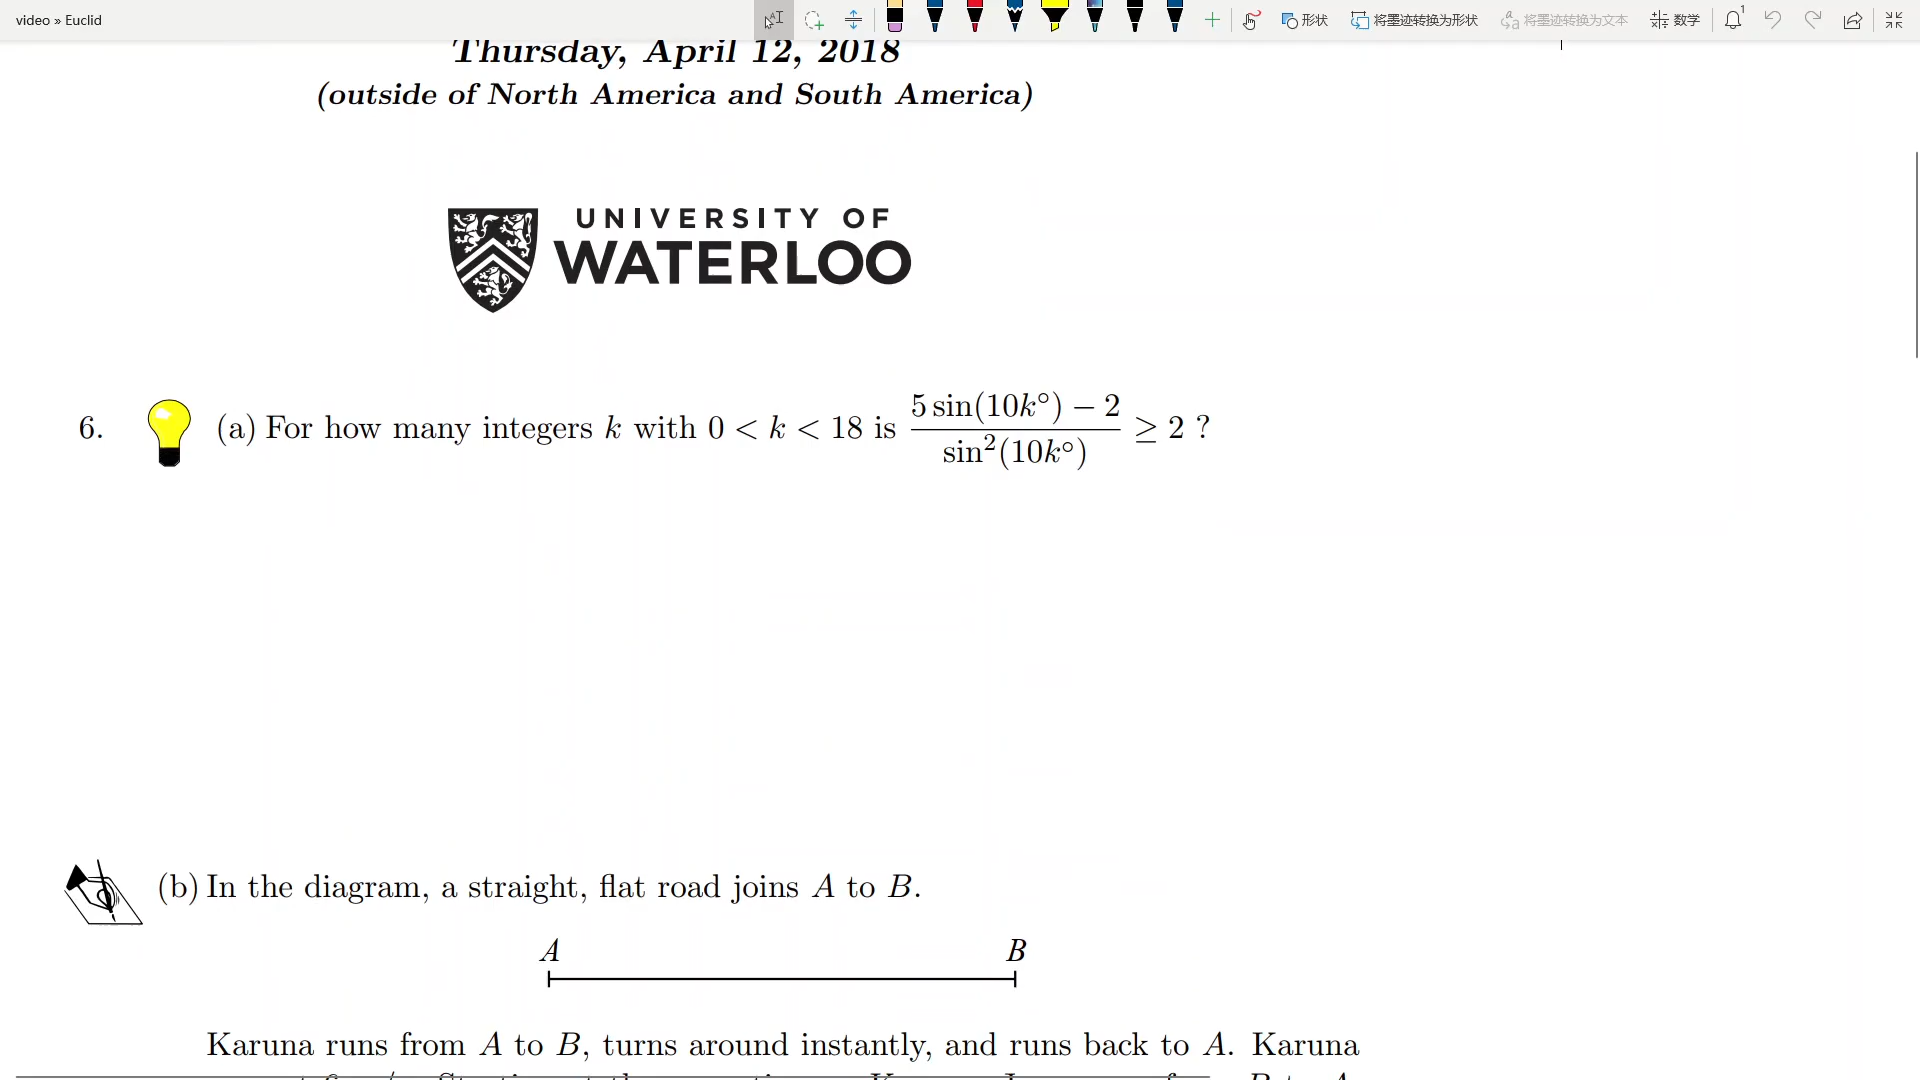 video » Euclid
形状 将墨迹转换为形状 将墨迹转换为文本 数学 1
Thursday, April 12, 2018
(outside of North America and South America)
UNIVERSITY OF
WATERLOO
6. (a) For how many integers k with 0 < k < 18 is (5 sin(10k°) − 2)/(sin²(10k°)) ≥ 2 ?
(b) In the diagram, a straight, flat road joins A to B.
A B
Karuna runs from A to B, turns around instantly, and runs back to A. Karuna